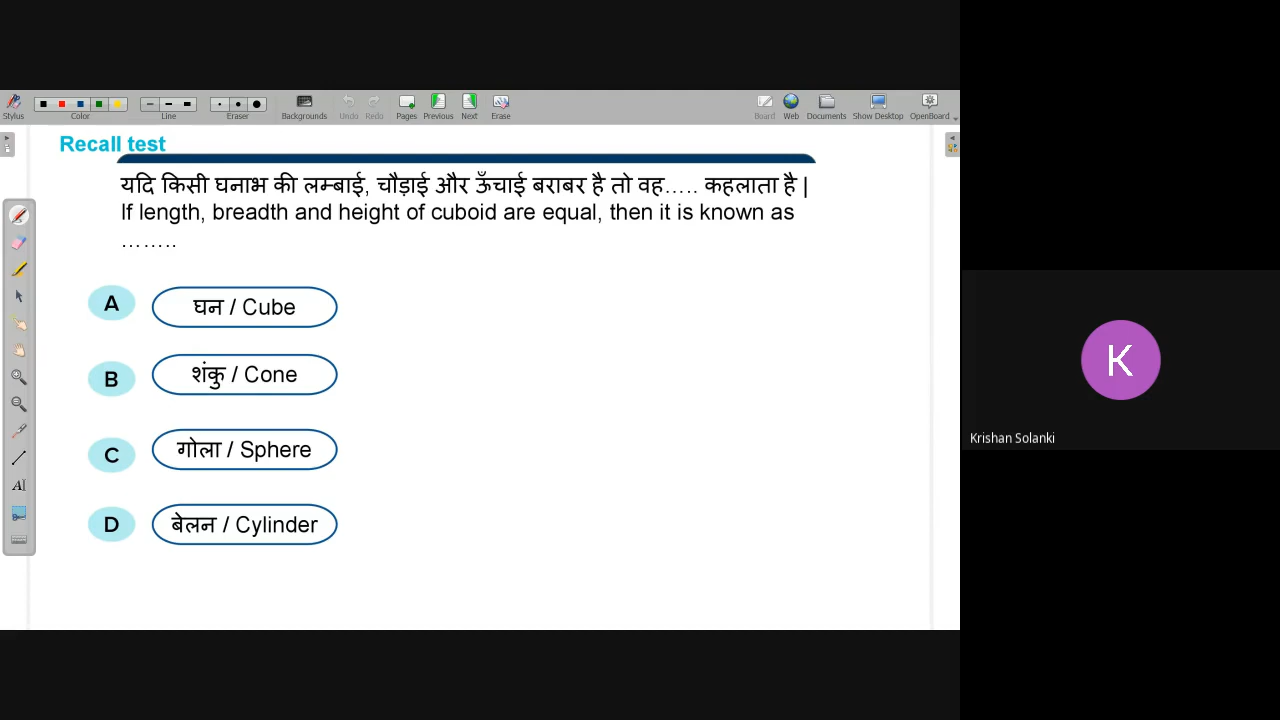 Stylus
Color
Line
Eraser
Backgrounds
Undo
Redo
Pages
Previous
Next
Erase
Board
Web
Documents
Show Desktop
OpenBoard
Recall test
यदि किसी घनाभ की लम्बाई, चौड़ाई और ऊँचाई बराबर है तो वह….. कहलाता है |
If length, breadth and height of cuboid are equal, then it is known as
……..
A घन / Cube
B शंकु / Cone
C गोला / Sphere
D बेलन / Cylinder
K
Krishan Solanki